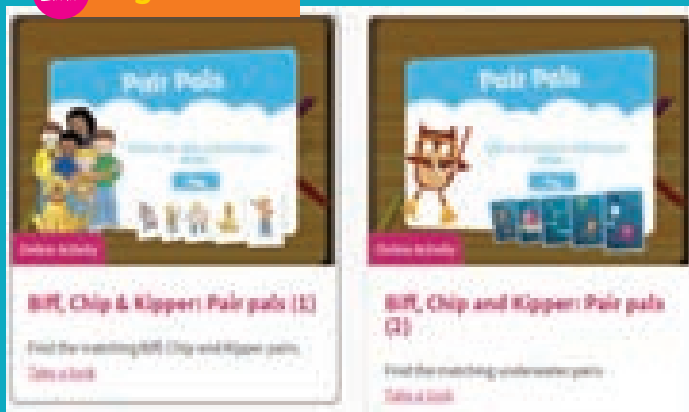 Pair Pals
Online Activity
Biff, Chip & Kipper: Pair pals (1)
Find the matching Biff, Chip and Kipper pairs.
Take a look
Pair Pals
Online Activity
Biff, Chip and Kipper: Pair pals
(2)
Find the matching underwater pairs
Take a look